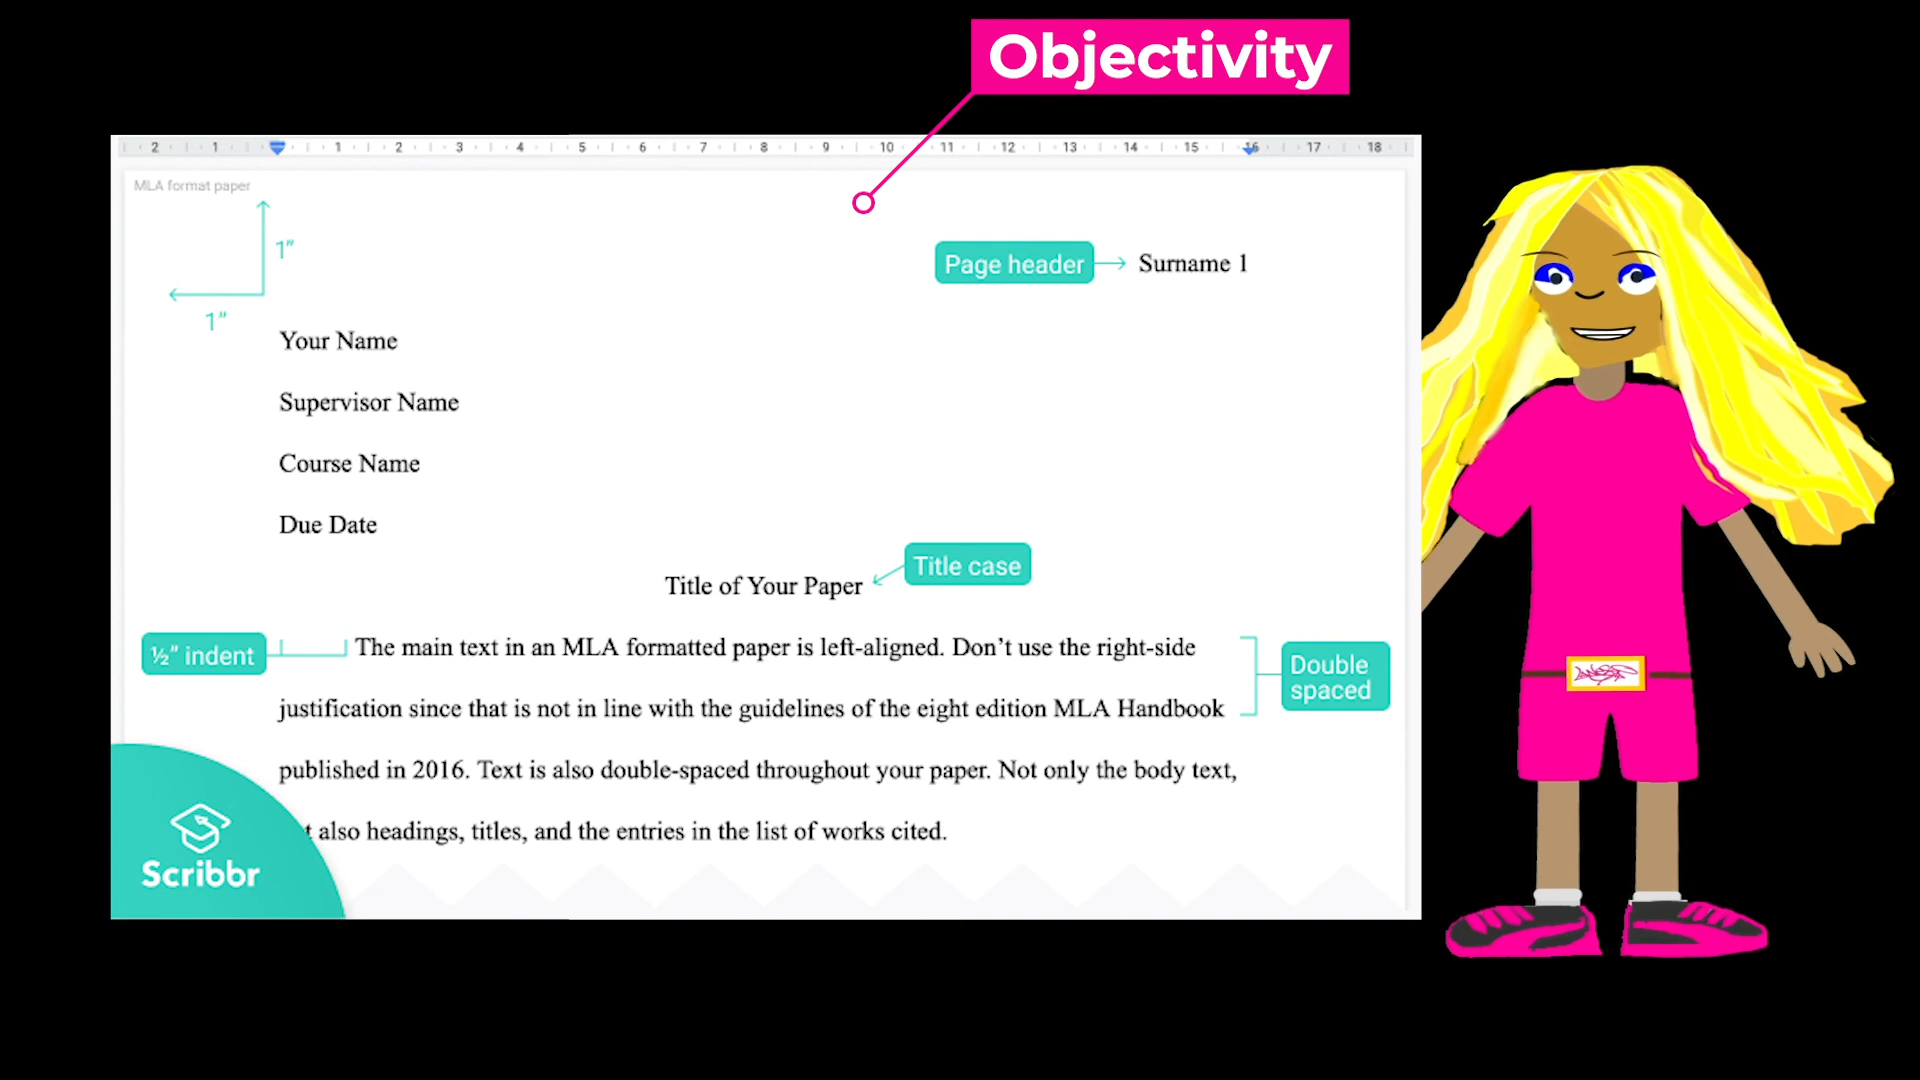 Objectivity
2 1 1 2 3 4 5 6 7 8 9 10 11 12 13 14 15 16 17 18
MLA format paper
1”
1”
Page header
Surname 1
Your Name
Supervisor Name
Course Name
Due Date
Title case
Title of Your Paper
½” indent
The main text in an MLA formatted paper is left-aligned. Don’t use the right-side
justification since that is not in line with the guidelines of the eight edition MLA Handbook
Double
spaced
published in 2016. Text is also double-spaced throughout your paper. Not only the body text,
t also headings, titles, and the entries in the list of works cited.
Scribbr